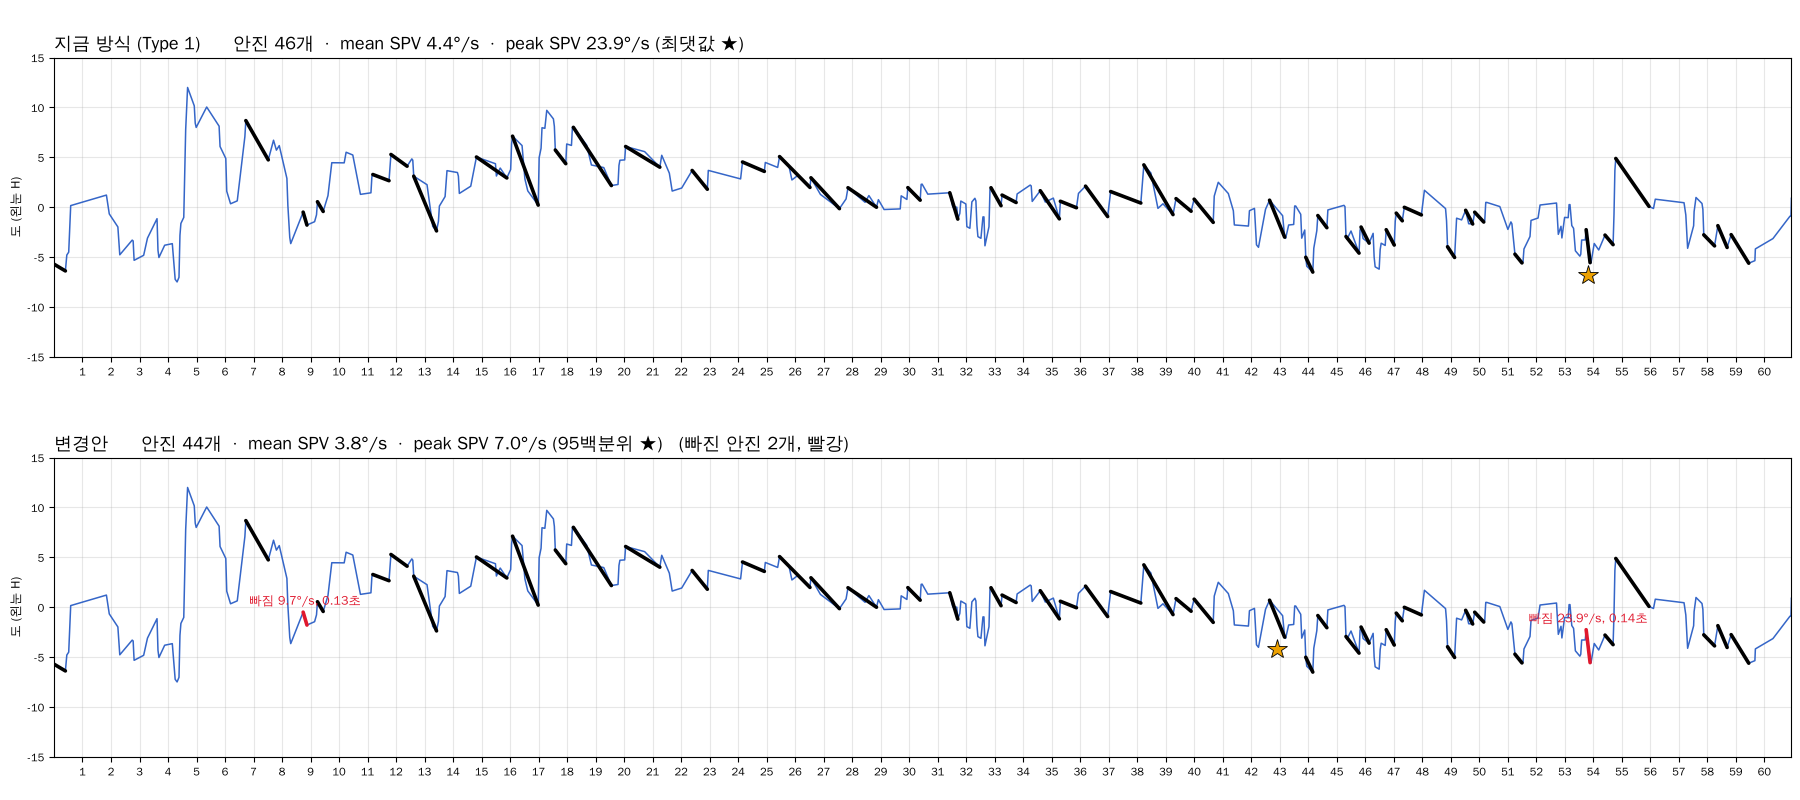 지금 방식 (Type 1) 안진 46개 · mean SPV 4.4°/s · peak SPV 23.9°/s (최댓값 ★)
15
10
5
0
-5
-10
-15
도 (왼눈 H)
1 2 3 4 5 6 7 8 9 10 11 12 13 14 15 16 17 18 19 20 21 22 23 24 25 26 27 28 29 30 31 32 33 34 35 36 37 38 39 40 41 42 43 44 45 46 47 48 49 50 51 52 53 54 55 56 57 58 59 60
변경안 안진 44개 · mean SPV 3.8°/s · peak SPV 7.0°/s (95백분위 ★) (빠진 안진 2개, 빨강)
15
10
5
0
-5
-10
-15
도 (왼눈 H)
빠짐 9.7°/s, 0.13초
빠짐 23.9°/s, 0.14초
1 2 3 4 5 6 7 8 9 10 11 12 13 14 15 16 17 18 19 20 21 22 23 24 25 26 27 28 29 30 31 32 33 34 35 36 37 38 39 40 41 42 43 44 45 46 47 48 49 50 51 52 53 54 55 56 57 58 59 60